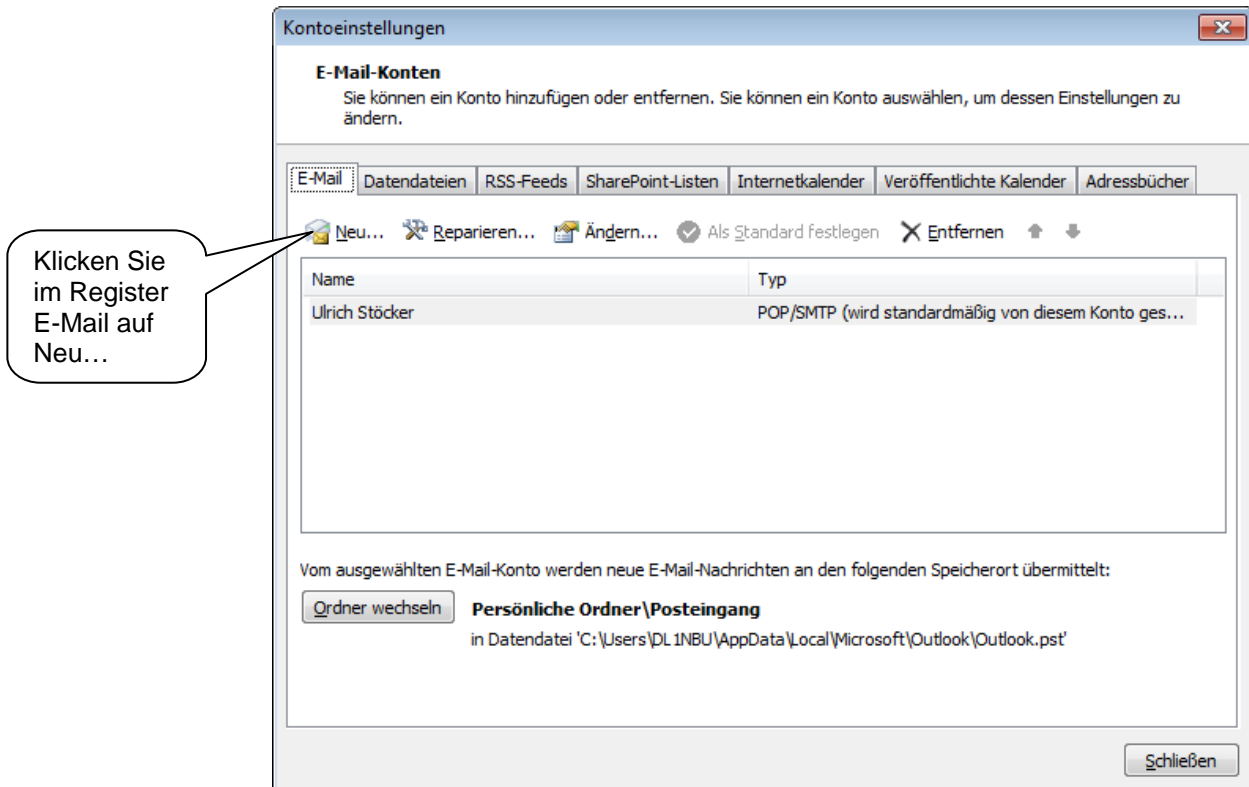 Kontoeinstellungen
E-Mail-Konten
Sie können ein Konto hinzufügen oder entfernen. Sie können ein Konto auswählen, um dessen Einstellungen zu
ändern.
E-Mail Datendateien RSS-Feeds SharePoint-Listen Internetkalender Veröffentlichte Kalender Adressbücher
Neu... Reparieren... Ändern... Als Standard festlegen Entfernen
Klicken Sie
im Register
E-Mail auf
Neu…
Name Typ
Ulrich Stöcker POP/SMTP (wird standardmäßig von diesem Konto ges...
Vom ausgewählten E-Mail-Konto werden neue E-Mail-Nachrichten an den folgenden Speicherort übermittelt:
Ordner wechseln Persönliche Ordner\Posteingang
in Datendatei 'C:\Users\DL1NBU\AppData\Local\Microsoft\Outlook\Outlook.pst'
Schließen